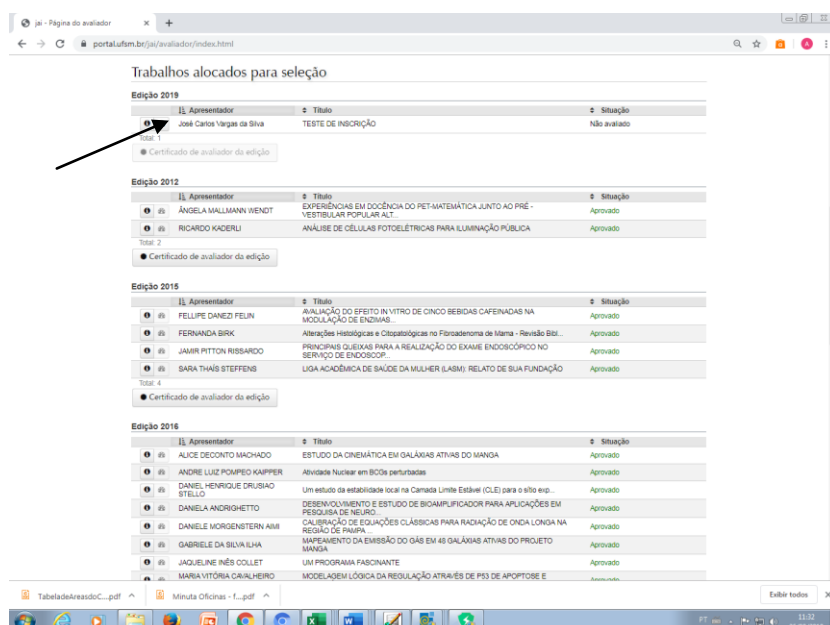 jai - Página do avaliador
portal.ufsm.br/jai/avaliador/index.html
Trabalhos alocados para seleção
Edição 2019
Apresentador Título Situação
José Carlos Vargas da Silva TESTE DE INSCRIÇÃO Não avaliado
Total: 1
Certificado de avaliador da edição
Edição 2012
Apresentador Título Situação
ÂNGELA MALLMANN WENDT EXPERIÊNCIAS EM DOCÊNCIA DO PET-MATEMÁTICA JUNTO AO PRÉ - Aprovado
VESTIBULAR POPULAR ALT...
RICARDO KADERLI ANÁLISE DE CÉLULAS FOTOELÉTRICAS PARA ILUMINAÇÃO PÚBLICA Aprovado
Total: 2
Certificado de avaliador da edição
Edição 2015
Apresentador Título Situação
FELLIPE DANEZI FELIN AVALIAÇÃO DO EFEITO IN VITRO DE CINCO BEBIDAS CAFEINADAS NA Aprovado
MODULAÇÃO DE ENZIMAS...
FERNANDA BIRK Alterações Histológicas e Citopatológicas no Fibroadenoma de Mama - Revisão Bibl... Aprovado
JAMIR PITTON RISSARDO PRINCIPAIS QUEIXAS PARA A REALIZAÇÃO DO EXAME ENDOSCÓPICO NO Aprovado
SERVIÇO DE ENDOSCOP...
SARA THAÍS STEFFENS LIGA ACADÊMICA DE SAÚDE DA MULHER (LASM): RELATO DE SUA FUNDAÇÃO Aprovado
Total: 4
Certificado de avaliador da edição
Edição 2016
Apresentador Título Situação
ALICE DECONTO MACHADO ESTUDO DA CINEMÁTICA EM GALÁXIAS ATIVAS DO MANGA Aprovado
ANDRE LUIZ POMPEO KAIPPER Atividade Nuclear em BCGs perturbadas Aprovado
DANIEL HENRIQUE DRUSIAO Um estudo da estabilidade local na Camada Limite Estável (CLE) para o sítio exp... Aprovado
STELLO
DANIELA ANDRIGHETTO DESENVOLVIMENTO E ESTUDO DE BIOAMPLIFICADOR PARA APLICAÇÕES EM Aprovado
PESQUISA DE NEURO...
DANIELE MORGENSTERN AIMI CALIBRAÇÃO DE EQUAÇÕES CLÁSSICAS PARA RADIAÇÃO DE ONDA LONGA NA Aprovado
REGIÃO DE PAMPA ...
GABRIELE DA SILVA ILHA MAPEAMENTO DA EMISSÃO DO GÁS EM 48 GALÁXIAS ATIVAS DO PROJETO Aprovado
MANGA
JAQUELINE INÊS COLLET UM PROGRAMA FASCINANTE Aprovado
MARIA VITÓRIA CAVALHEIRO MODELAGEM LÓGICA DA REGULAÇÃO ATRAVÉS DE P53 DE APOPTOSE E Aprovado
TabeladeAreasdoC....pdf Minuta Oficinas - f....pdf Exibir todos
PT 11:32